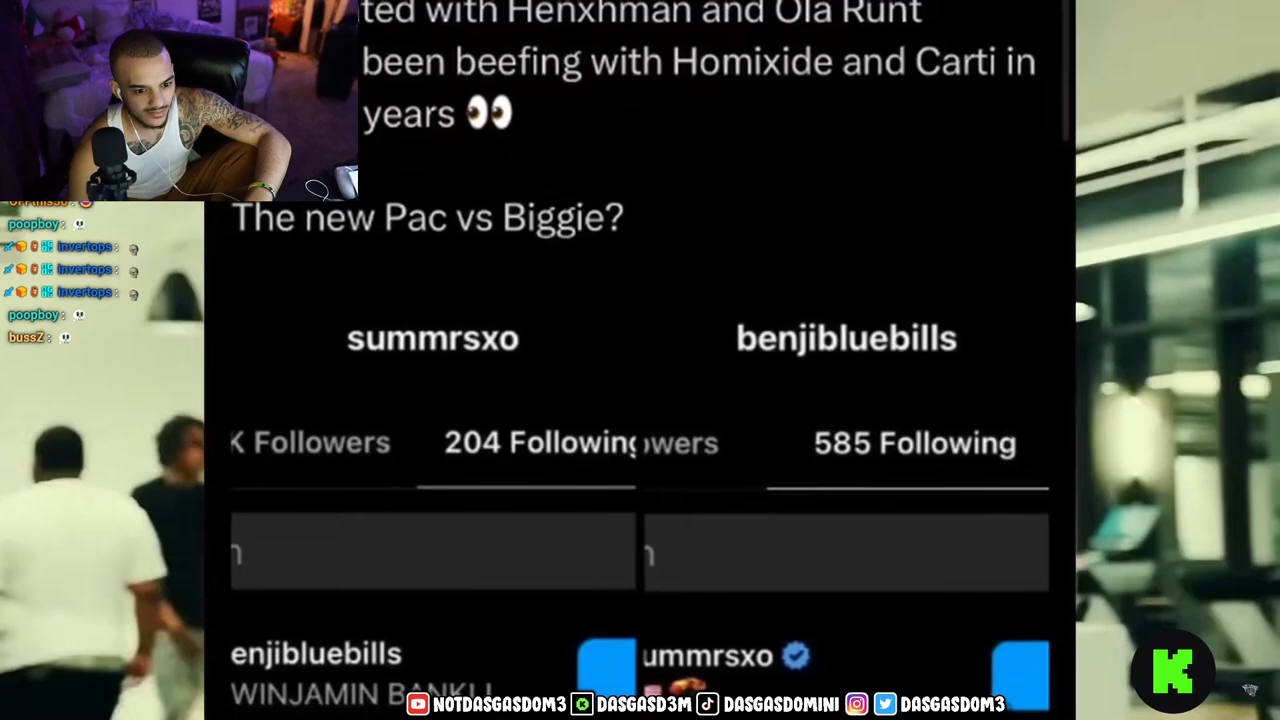 ted with Henxhman and Ola Runt
been beefing with Homixide and Carti in
years 👀
poopboy:
invertops:
invertops:
invertops:
poopboy:
bussZ:
The new Pac vs Biggie?
summrsxo benjibluebills
K Followers 204 Following owers 585 Following
enjibluebills ummrsxo
WINJAMIN
NOTDASGASDOM3 DASGASD3M DASGASDOMINI DASGASDOM3
K